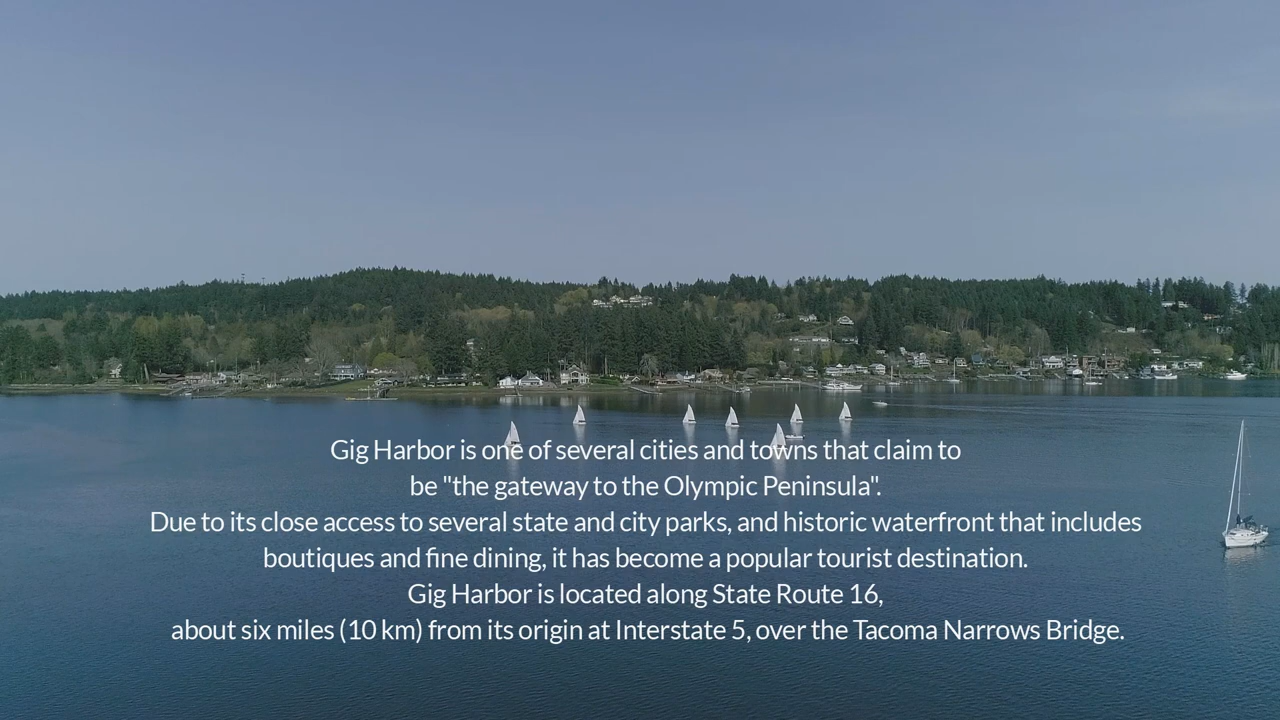 Gig Harbor is one of several cities and towns that claim to
be "the gateway to the Olympic Peninsula".
Due to its close access to several state and city parks, and historic waterfront that includes
boutiques and fine dining, it has become a popular tourist destination.
Gig Harbor is located along State Route 16,
about six miles (10 km) from its origin at Interstate 5, over the Tacoma Narrows Bridge.